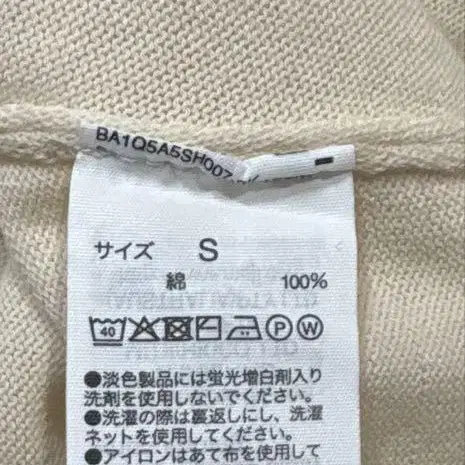 BA1Q5A5SH007
サイズ S
綿 100%
40 P W
●淡色製品には蛍光増白剤入り
洗剤を使用しないでください。
●洗濯の際は裏返しにし、洗濯
ネットを使用してください。
●アイロンはあて布を使用して